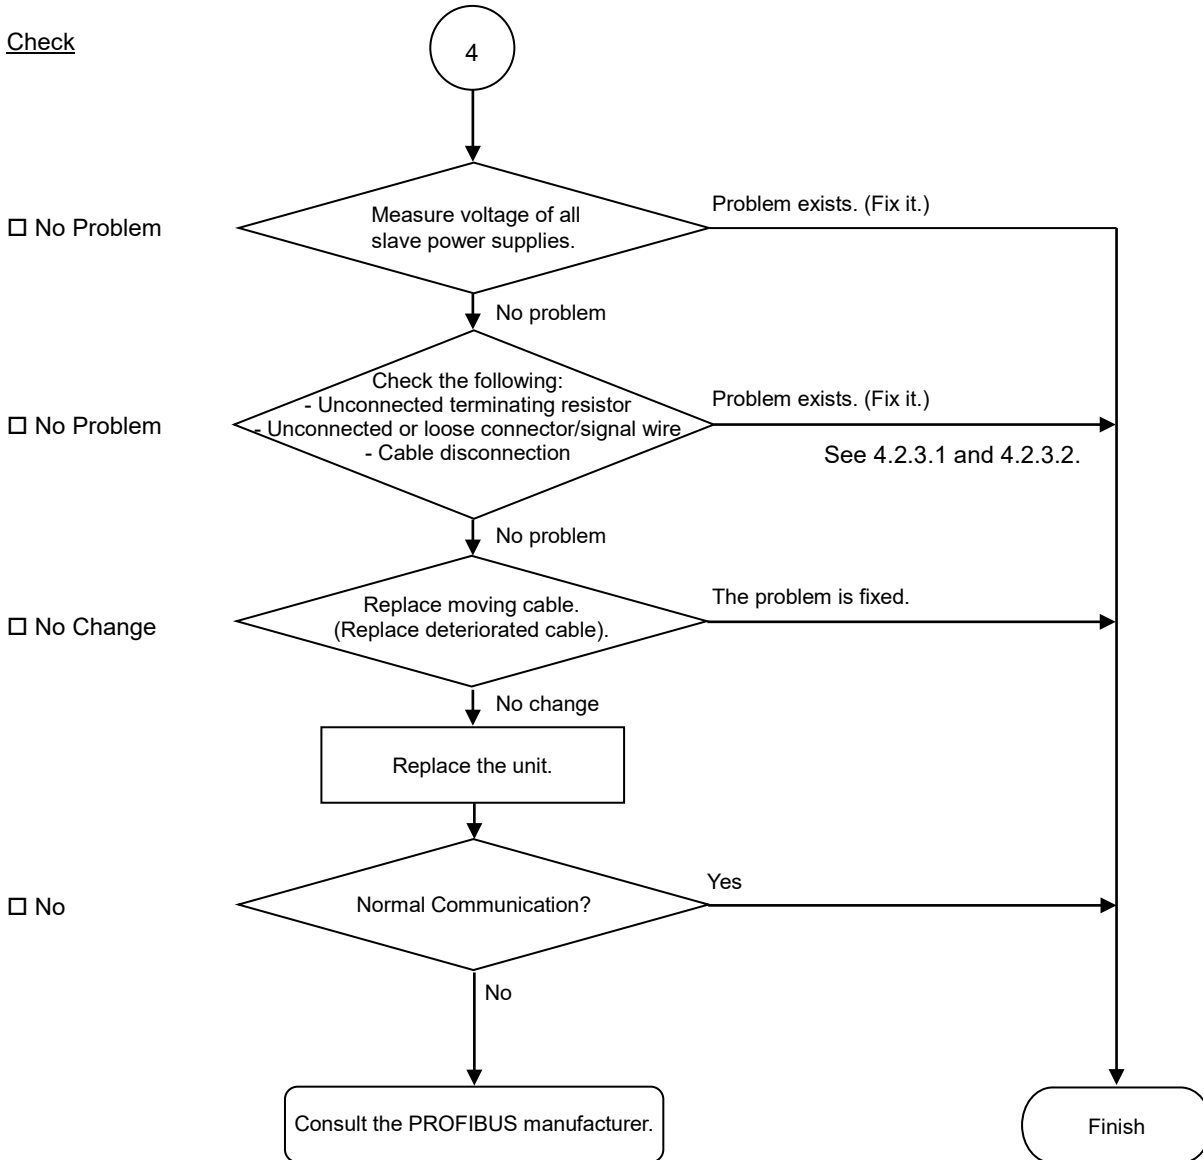 Check
4
Measure voltage of all
slave power supplies.
Problem exists. (Fix it.)
☐ No Problem
No problem
Check the following:
- Unconnected terminating resistor
- Unconnected or loose connector/signal wire
- Cable disconnection
Problem exists. (Fix it.)
☐ No Problem
See 4.2.3.1 and 4.2.3.2.
No problem
Replace moving cable.
(Replace deteriorated cable).
The problem is fixed.
☐ No Change
No change
Replace the unit.
Normal Communication?
Yes
☐ No
No
Consult the PROFIBUS manufacturer.
Finish